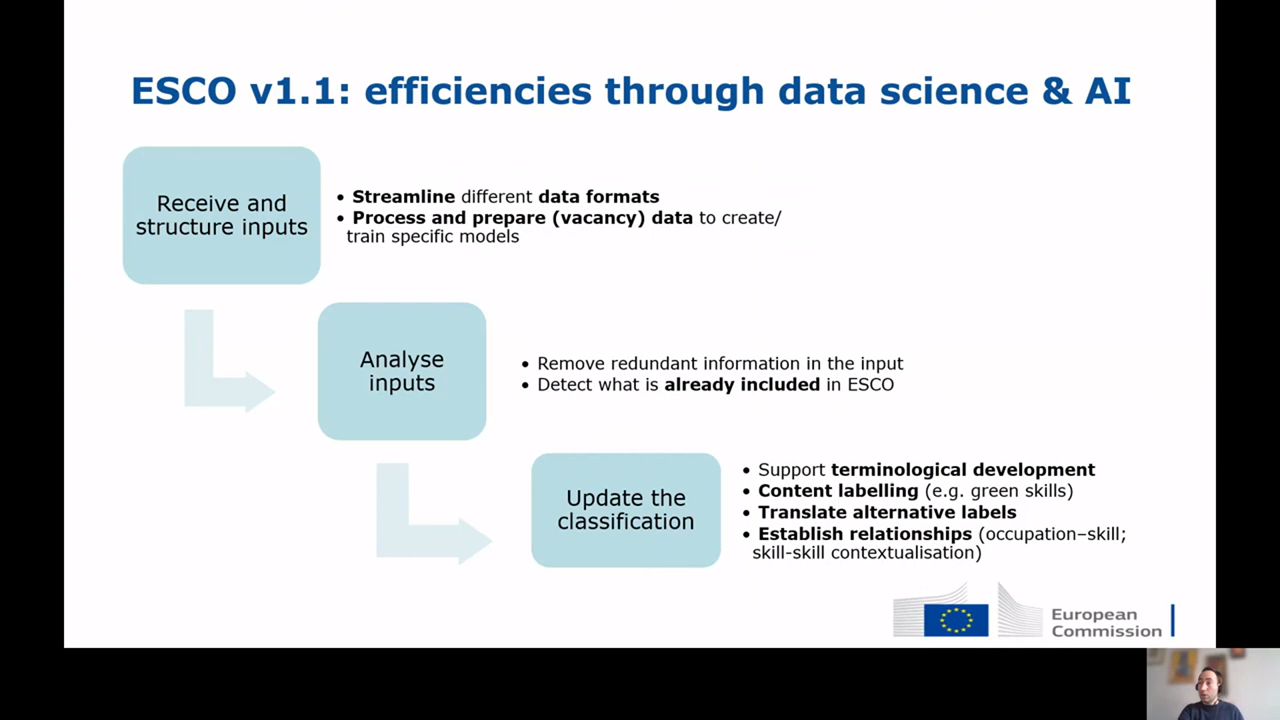 ESCO v1.1: efficiencies through data science & AI
Receive and
structure inputs
• Streamline different data formats
• Process and prepare (vacancy) data to create/
train specific models
Analyse
inputs
• Remove redundant information in the input
• Detect what is already included in ESCO
Update the
classification
• Support terminological development
• Content labelling (e.g. green skills)
• Translate alternative labels
• Establish relationships (occupation–skill;
skill-skill contextualisation)
European
Commission